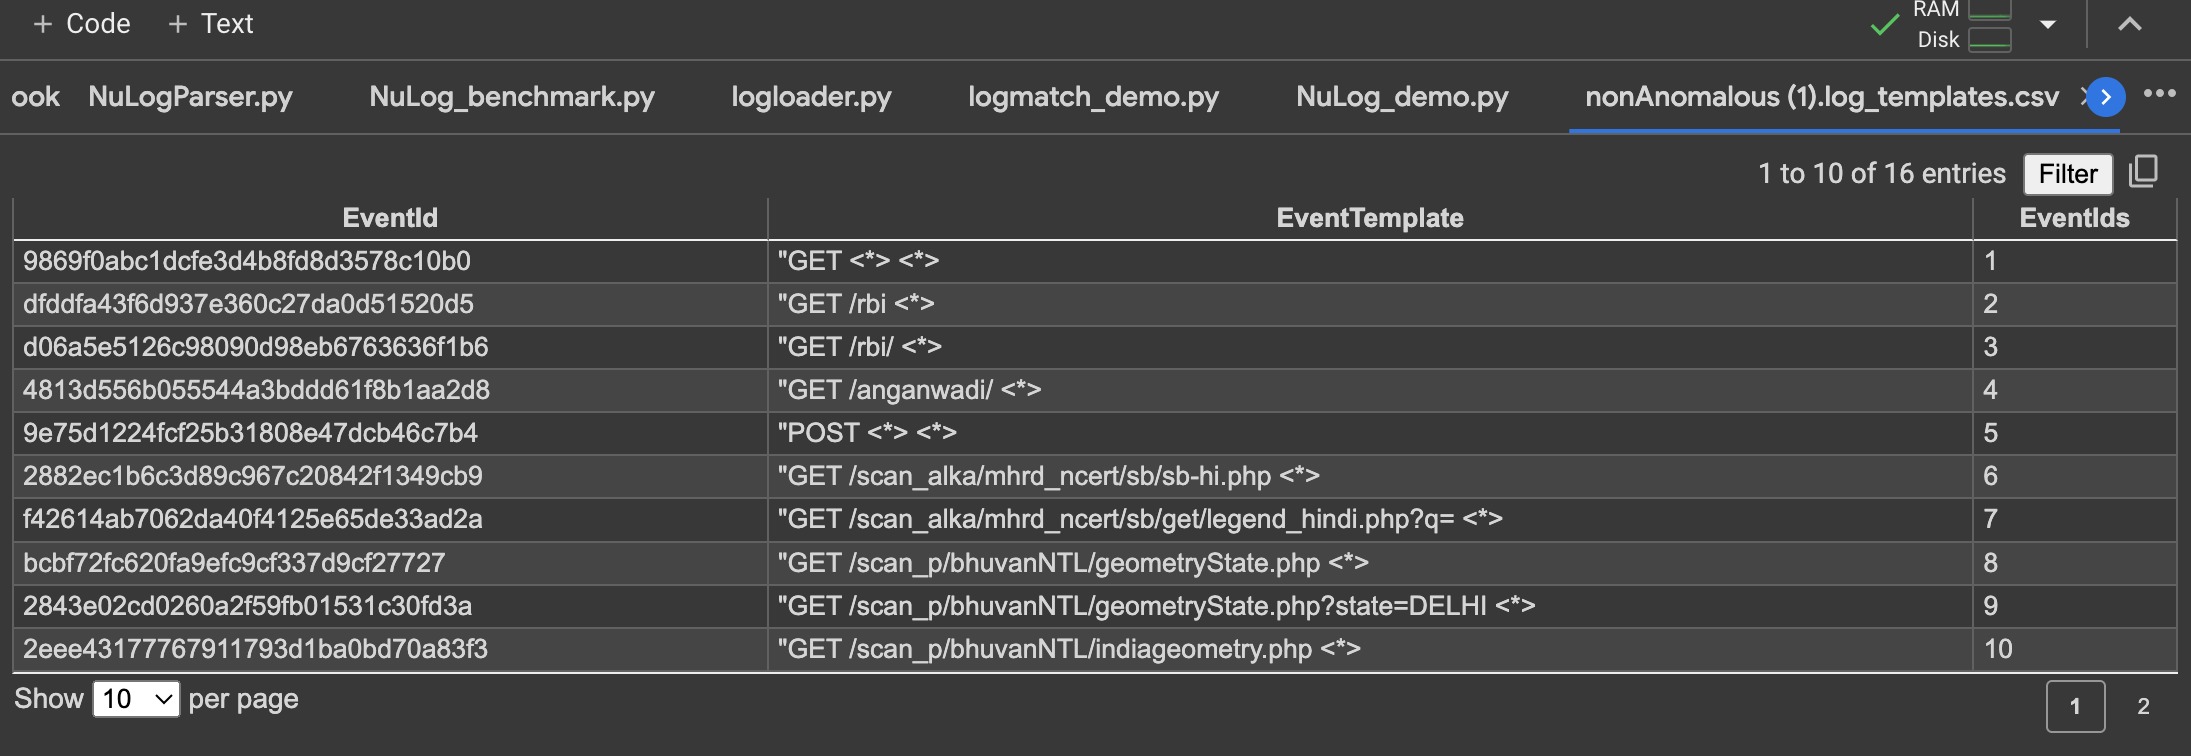 + Code + Text RAM
Disk
ook NuLogParser.py NuLog_benchmark.py logloader.py logmatch_demo.py NuLog_demo.py nonAnomalous (1).log_templates.csv
1 to 10 of 16 entries Filter
EventId EventTemplate EventIds
9869f0abc1dcfe3d4b8fd8d3578c10b0 "GET <*> <*> 1
dfddfa43f6d937e360c27da0d51520d5 "GET /rbi <*> 2
d06a5e5126c98090d98eb6763636f1b6 "GET /rbi/ <*> 3
4813d556b055544a3bddd61f8b1aa2d8 "GET /anganwadi/ <*> 4
9e75d1224fcf25b31808e47dcb46c7b4 "POST <*> <*> 5
2882ec1b6c3d89c967c20842f1349cb9 "GET /scan_alka/mhrd_ncert/sb/sb-hi.php <*> 6
f42614ab7062da40f4125e65de33ad2a "GET /scan_alka/mhrd_ncert/sb/get/legend_hindi.php?q= <*> 7
bcbf72fc620fa9efc9cf337d9cf27727 "GET /scan_p/bhuvanNTL/geometryState.php <*> 8
2843e02cd0260a2f59fb01531c30fd3a "GET /scan_p/bhuvanNTL/geometryState.php?state=DELHI <*> 9
2eee43177767911793d1ba0bd70a83f3 "GET /scan_p/bhuvanNTL/indiageometry.php <*> 10
Show 10 per page 1 2